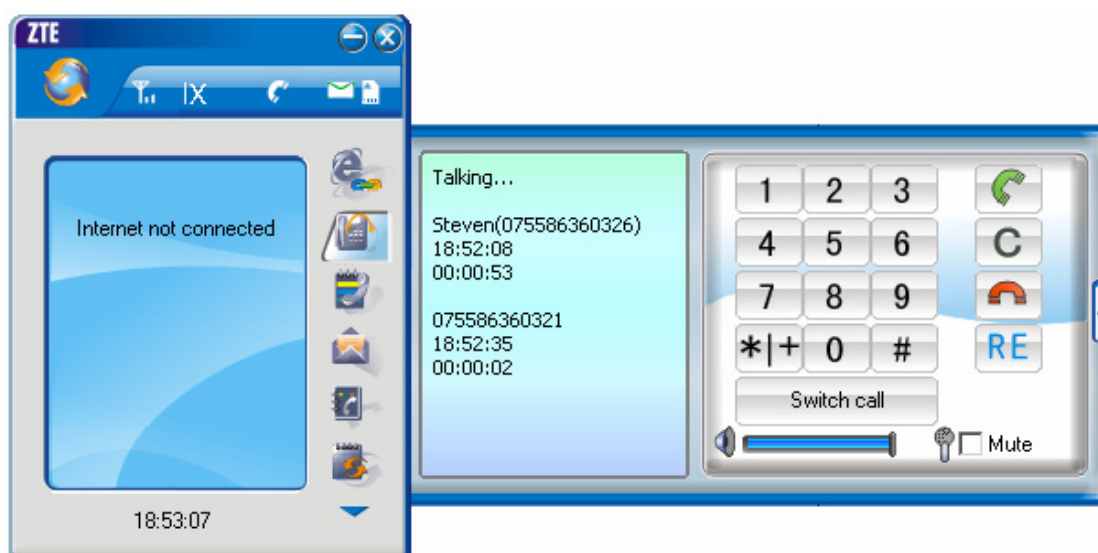 ZTE
1X
Internet not connected
18:53:07
Talking...
Steven(075586360326)
18:52:08
00:00:53
075586360321
18:52:35
00:00:02
1 2 3
4 5 6 C
7 8 9
*|+ 0 # RE
Switch call
Mute